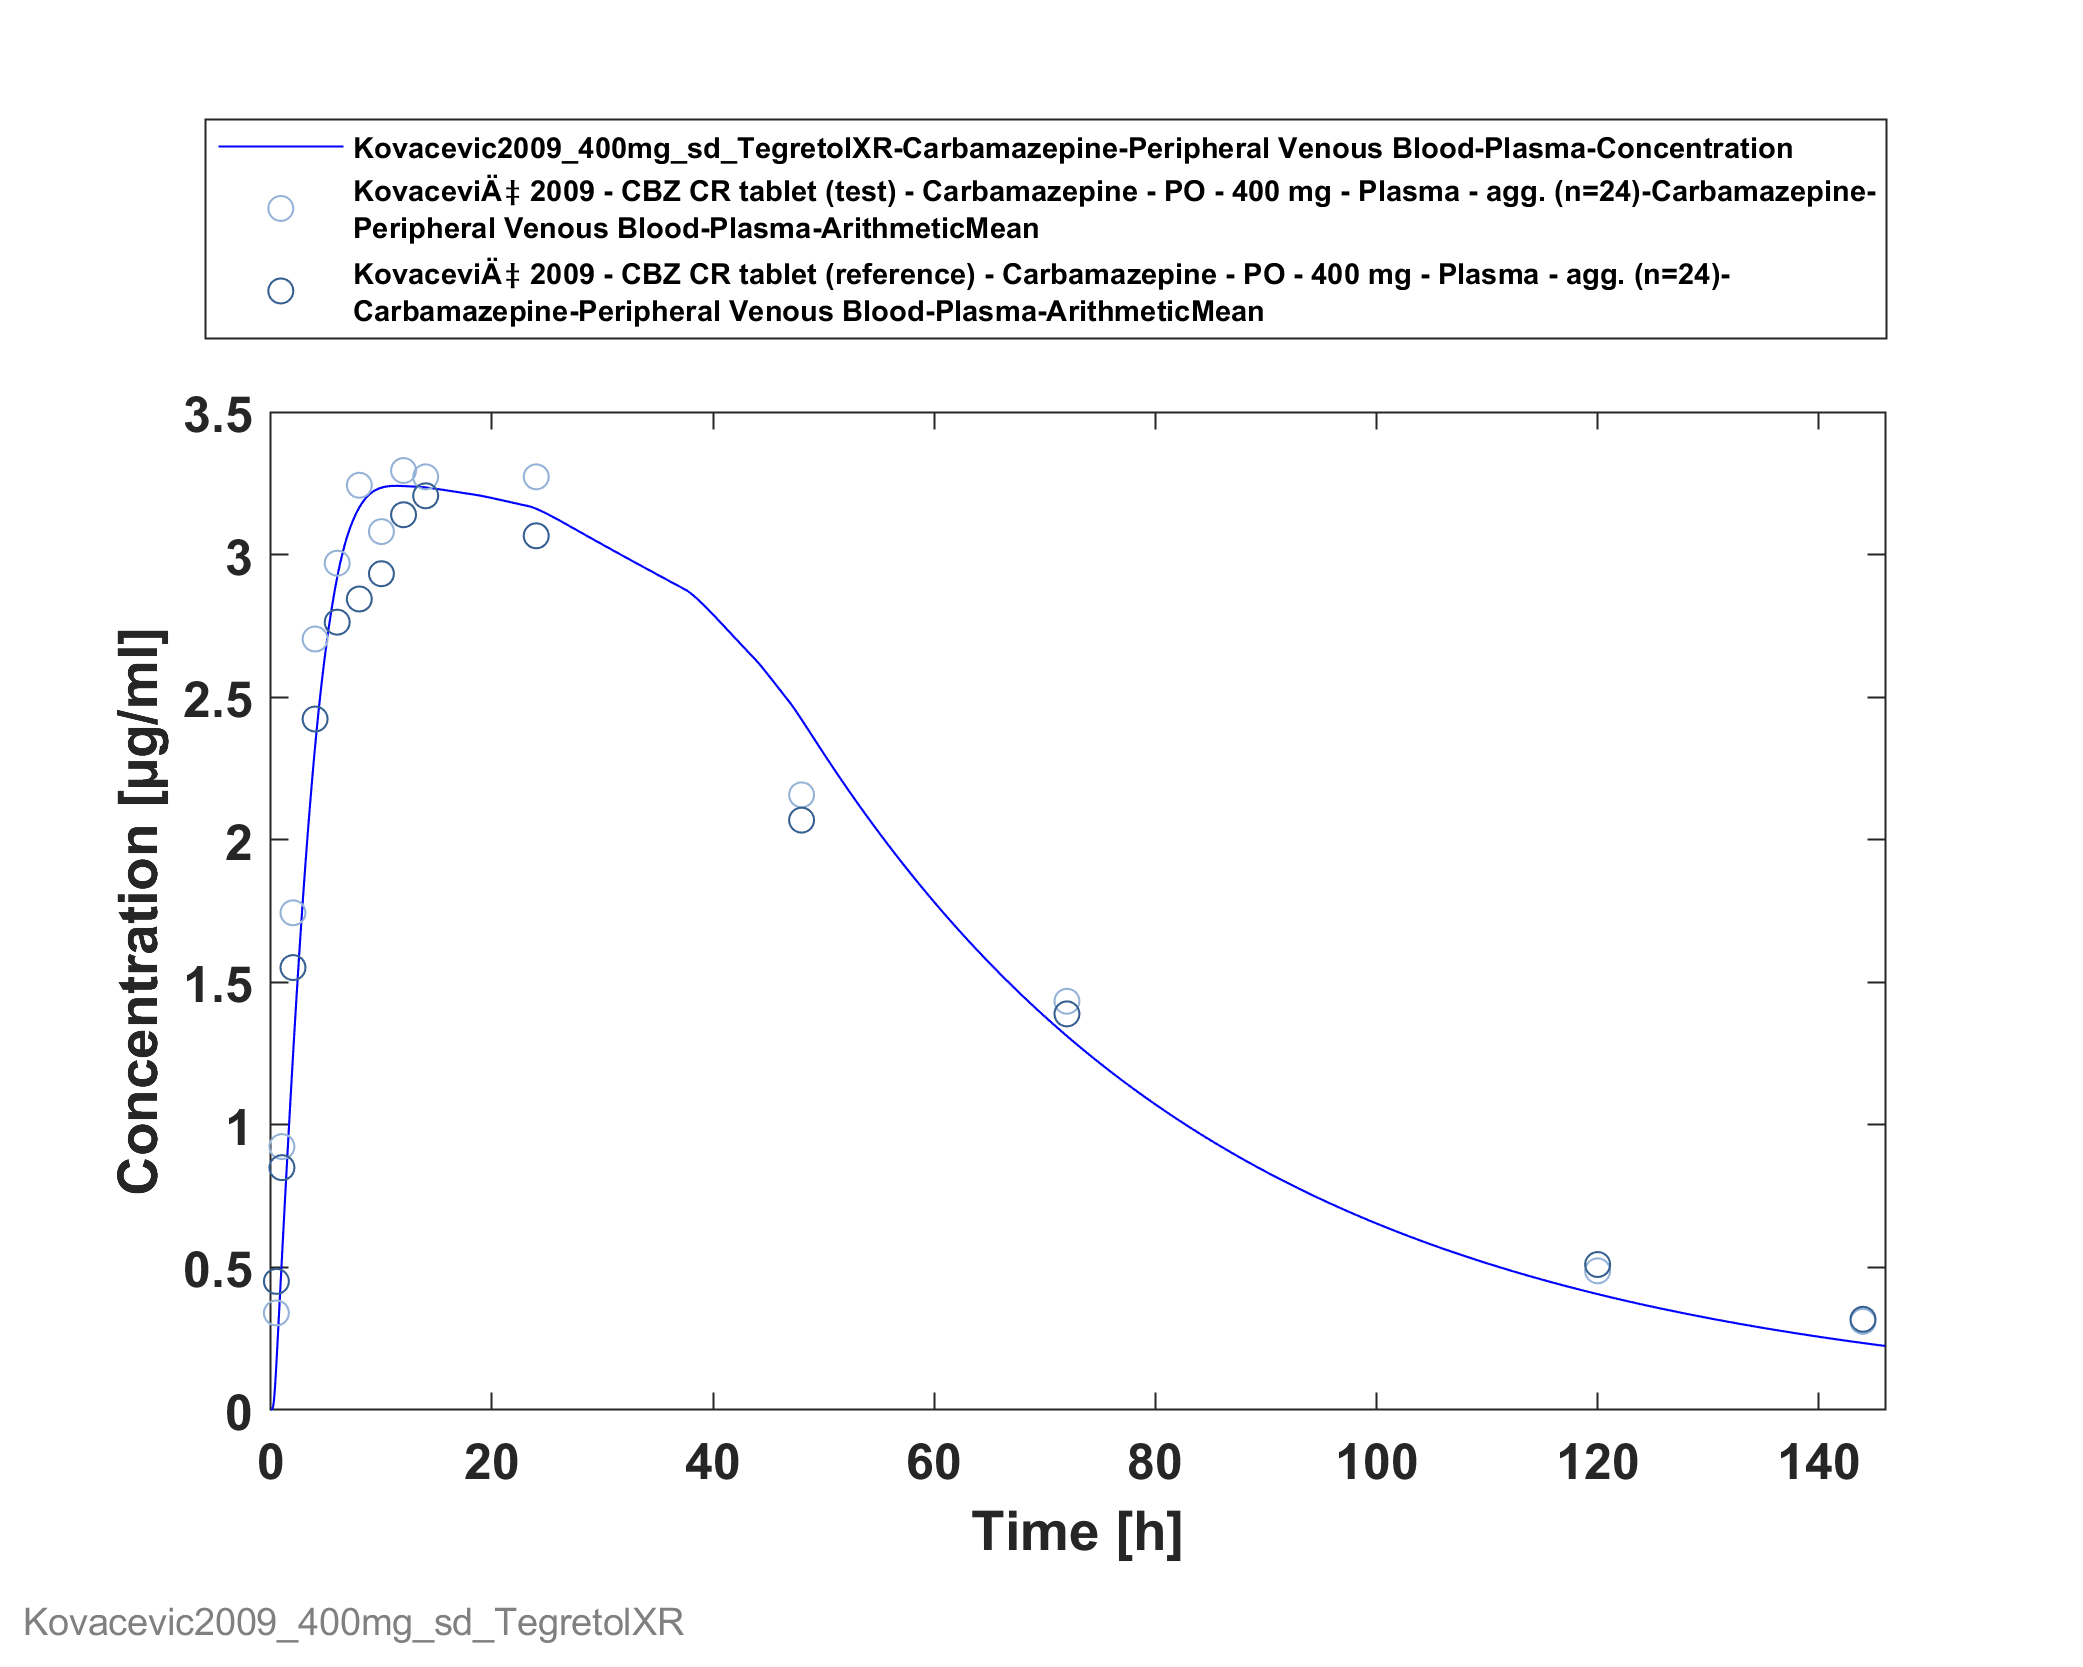 Kovacevic2009_400mg_sd_TegretolXR-Carbamazepine-Peripheral Venous Blood-Plasma-Concentration
KovaceviÄ‡ 2009 - CBZ CR tablet (test) - Carbamazepine - PO - 400 mg - Plasma - agg. (n=24)-Carbamazepine-
Peripheral Venous Blood-Plasma-ArithmeticMean
KovaceviÄ‡ 2009 - CBZ CR tablet (reference) - Carbamazepine - PO - 400 mg - Plasma - agg. (n=24)-
Carbamazepine-Peripheral Venous Blood-Plasma-ArithmeticMean
3.5
3
2.5
2
1.5
1
0.5
0
Concentration [µg/ml]
0 20 40 60 80 100 120 140
Time [h]
Kovacevic2009_400mg_sd_TegretolXR